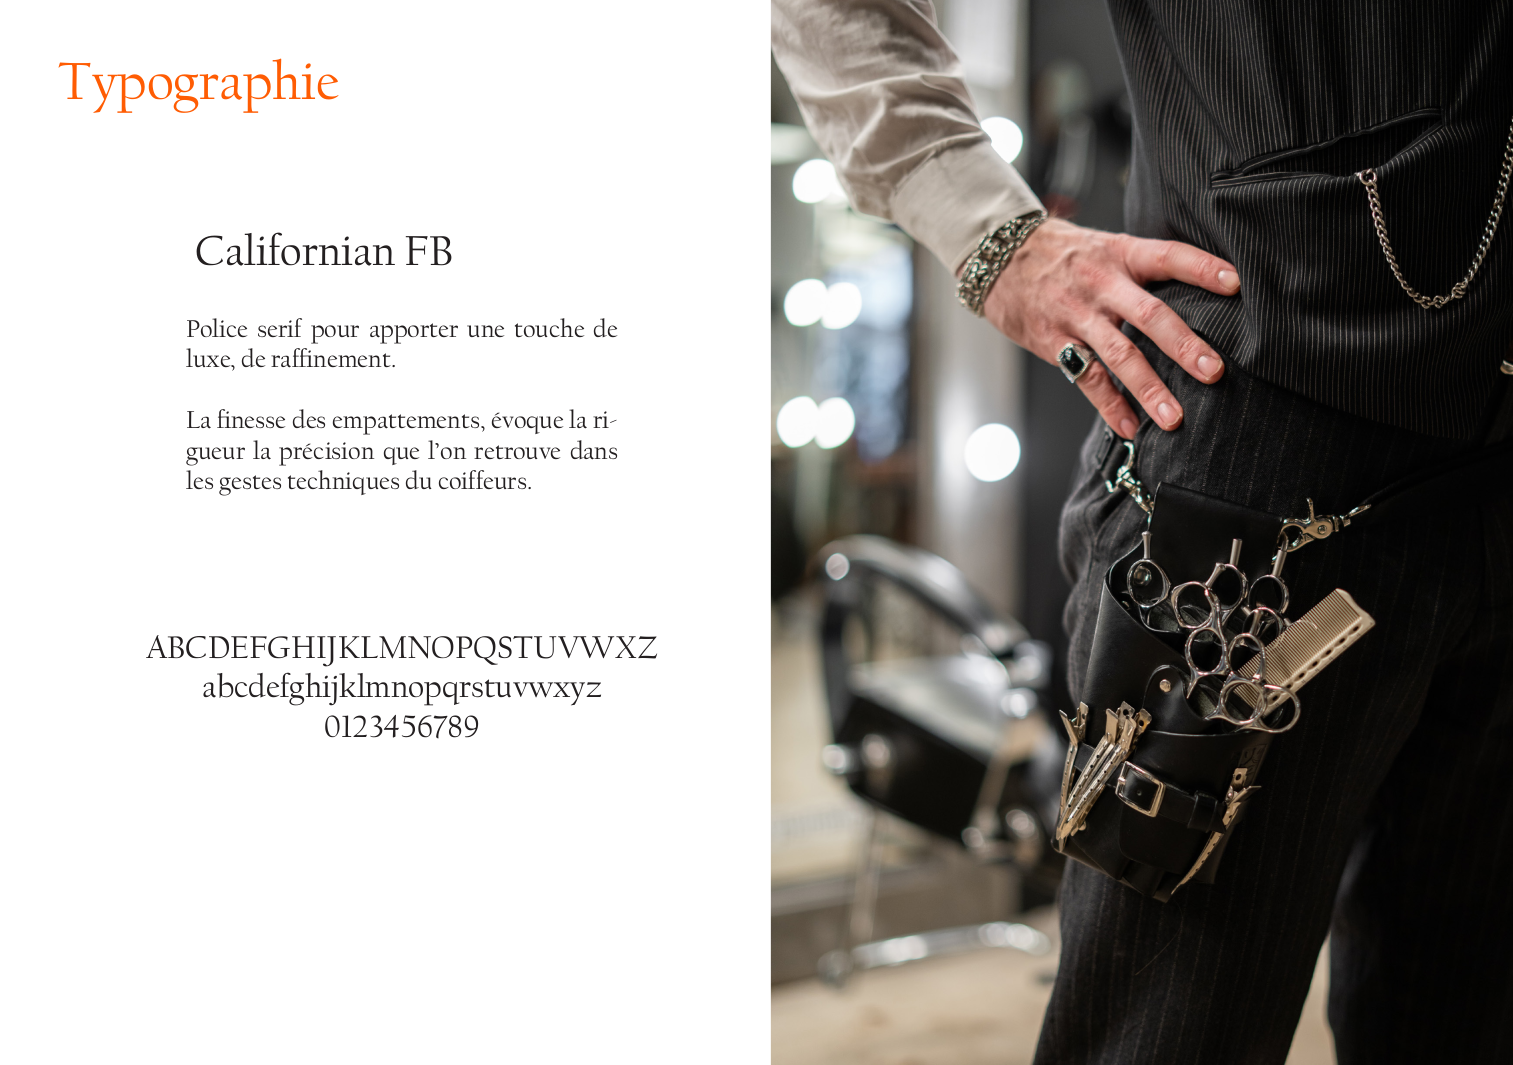 Typographie
Californian FB
Police serif pour apporter une touche de
luxe, de raffinement.
La finesse des empattements, évoque la ri-
gueur la précision que l'on retrouve dans
les gestes techniques du coiffeurs.
ABCDEFGHIJKLMNOPQSTUVWXZ
abcdefghijklmnopqrstuvwxyz
0123456789